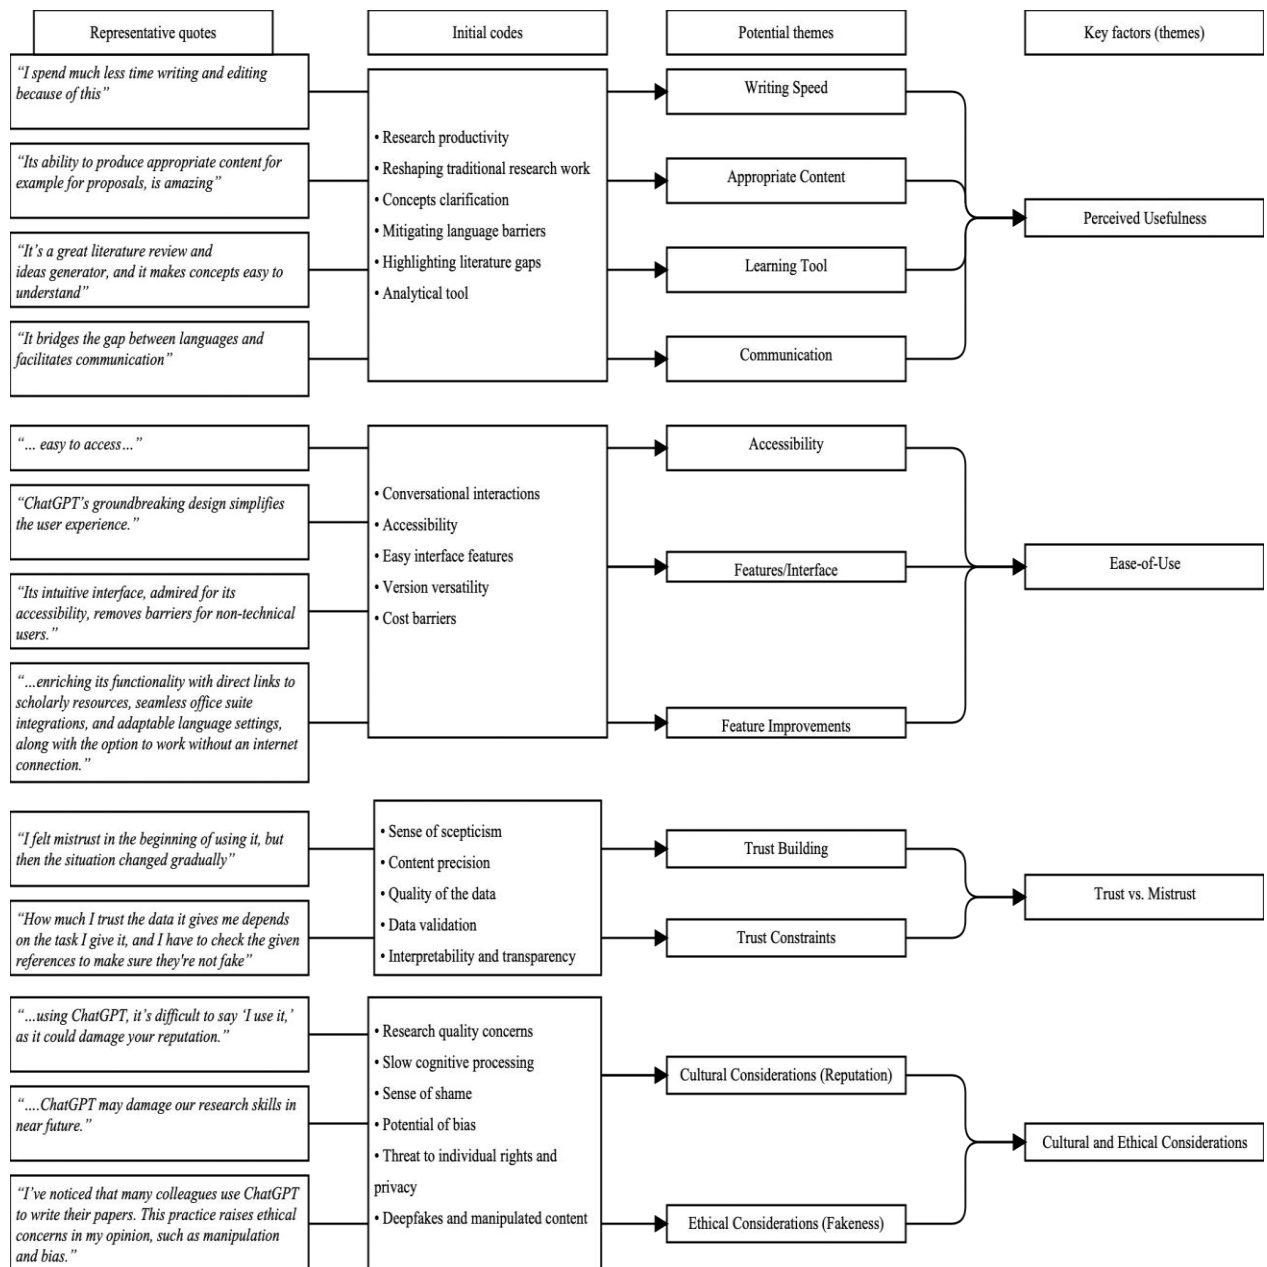 Representative quotes
Initial codes
Potential themes
Key factors (themes)
“I spend much less time writing and editing
because of this”
“Its ability to produce appropriate content for
example for proposals, is amazing”
“It’s a great literature review and
ideas generator, and it makes concepts easy to
understand”
“It bridges the gap between languages and
facilitates communication”
• Research productivity
• Reshaping traditional research work
• Concepts clarification
• Mitigating language barriers
• Highlighting literature gaps
• Analytical tool
Writing Speed
Appropriate Content
Learning Tool
Communication
Perceived Usefulness
“… easy to access…”
“ChatGPT’s groundbreaking design simplifies
the user experience.”
“Its intuitive interface, admired for its
accessibility, removes barriers for non-technical
users.”
“…enriching its functionality with direct links to
scholarly resources, seamless office suite
integrations, and adaptable language settings,
along with the option to work without an internet
connection.”
• Conversational interactions
• Accessibility
• Easy interface features
• Version versatility
• Cost barriers
Accessibility
Features/Interface
Feature Improvements
Ease-of-Use
“I felt mistrust in the beginning of using it, but
then the situation changed gradually”
“How much I trust the data it gives me depends
on the task I give it, and I have to check the given
references to make sure they're not fake”
• Sense of scepticism
• Content precision
• Quality of the data
• Data validation
• Interpretability and transparency
Trust Building
Trust Constraints
Trust vs. Mistrust
“…using ChatGPT, it’s difficult to say ‘I use it,’
as it could damage your reputation.”
“….ChatGPT may damage our research skills in
near future.”
“I’ve noticed that many colleagues use ChatGPT
to write their papers. This practice raises ethical
concerns in my opinion, such as manipulation
and bias.”
• Research quality concerns
• Slow cognitive processing
• Sense of shame
• Potential of bias
• Threat to individual rights and
privacy
• Deepfakes and manipulated content
Cultural Considerations (Reputation)
Ethical Considerations (Fakeness)
Cultural and Ethical Considerations